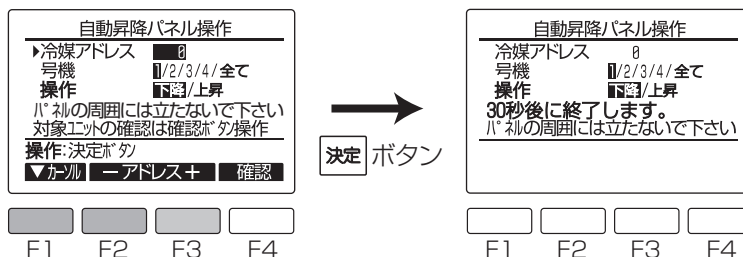 自動昇降パネル操作
▶冷媒アドレス 0
号機 1/2/3/4/全て
操作 下降/上昇
パネルの周囲には立たないで下さい
対象ユニットの確認は確認ボタン操作
操作:決定ボタン
▼カーソル － アドレス ＋ 確認
F1 F2 F3 F4
決定 ボタン
自動昇降パネル操作
冷媒アドレス 0
号機 1/2/3/4/全て
操作 下降/上昇
30秒後に終了します。
パネルの周囲には立たないで下さい
F1 F2 F3 F4